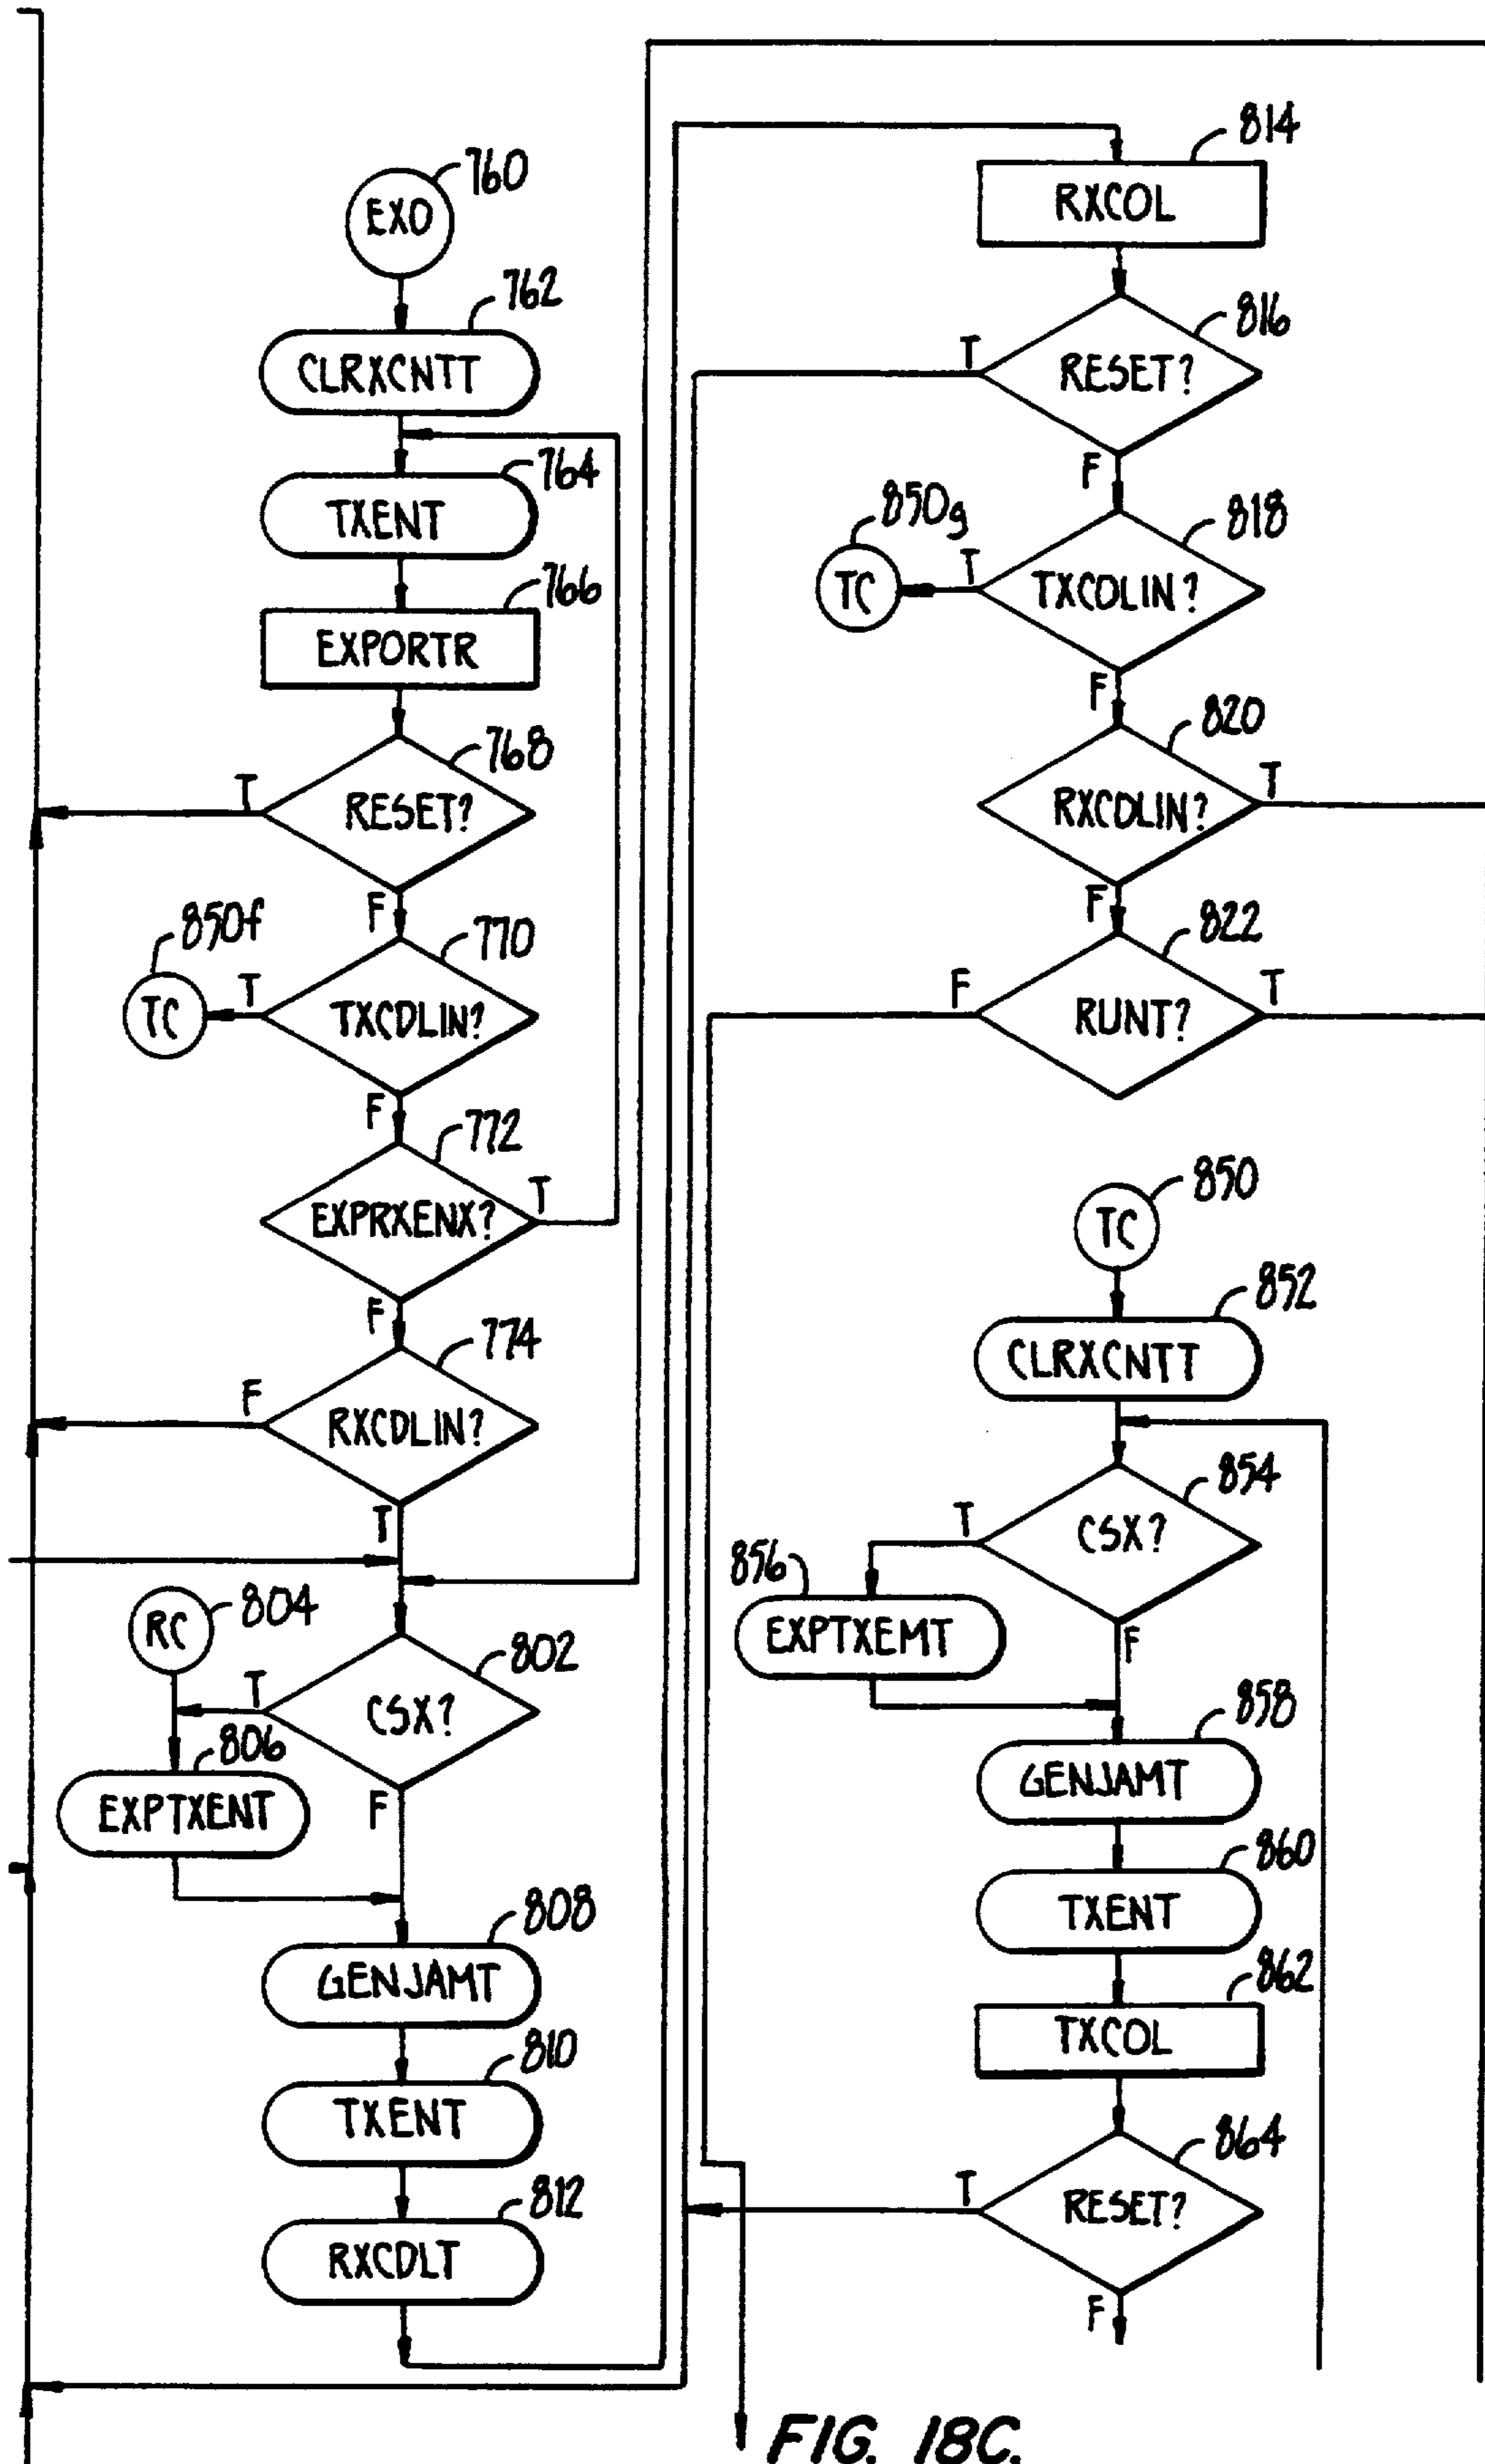 760
EXO
762
CLRXCNTT
764
TXENT
766
EXPORTR
768
RESET?
T
F
850f
TC
770
TXCDLIN?
T
F
772
EXPRXENX?
T
F
774
RXCDLIN?
F
T
RC
804
802
CSX?
T
F
806
EXPTXENT
808
GENJAMT
810
TXENT
812
RXCDLT
814
RXCOL
816
RESET?
T
F
850g
TC
818
TXCDLIN?
T
F
820
RXCDLIN?
T
F
822
RUNT?
F
T
850
TC
852
CLRXCNTT
854
CSX?
T
F
856
EXPTXEMT
858
GENJAMT
860
TXENT
862
TXCOL
864
RESET?
T
F
FIG. 18C.